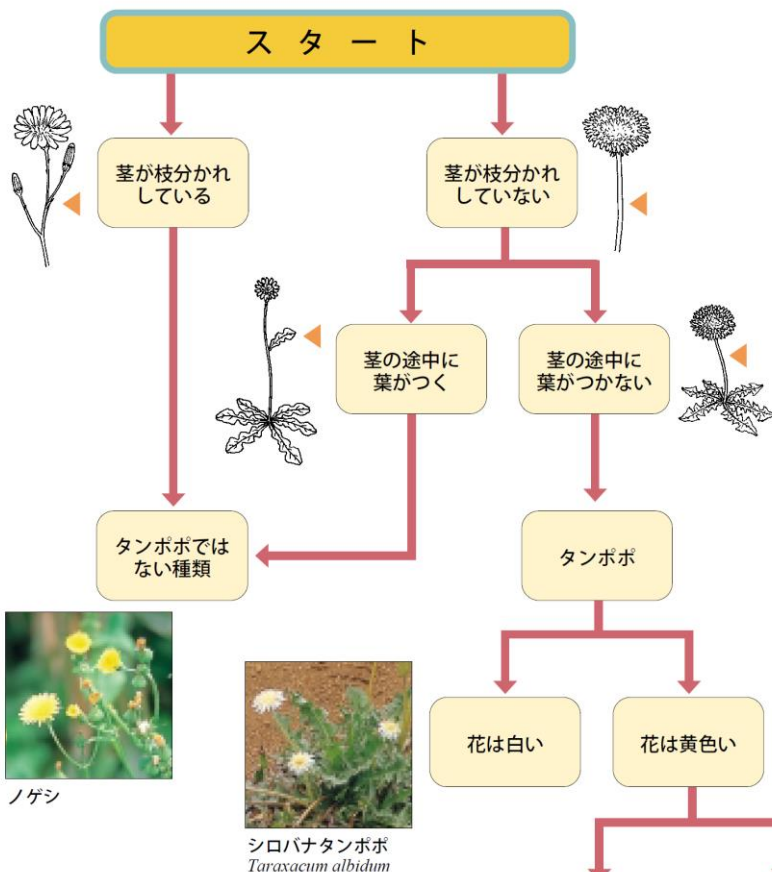 スタート
茎が枝分かれ
している
茎が枝分かれ
していない
茎の途中に
葉がつく
茎の途中に
葉がつかない
タンポポでは
ない種類
タンポポ
花は白い
花は黄色い
ノゲシ
シロバナタンポポ
Taraxacum albidum